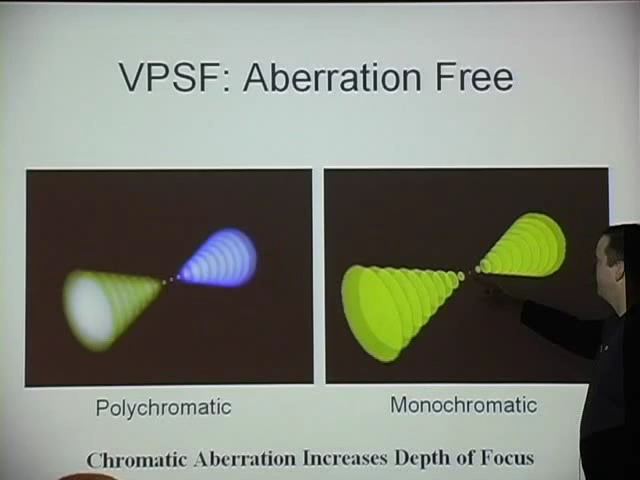 VPSF: Aberration Free
Polychromatic
Monochromatic
Chromatic Aberration Increases Depth of Focus